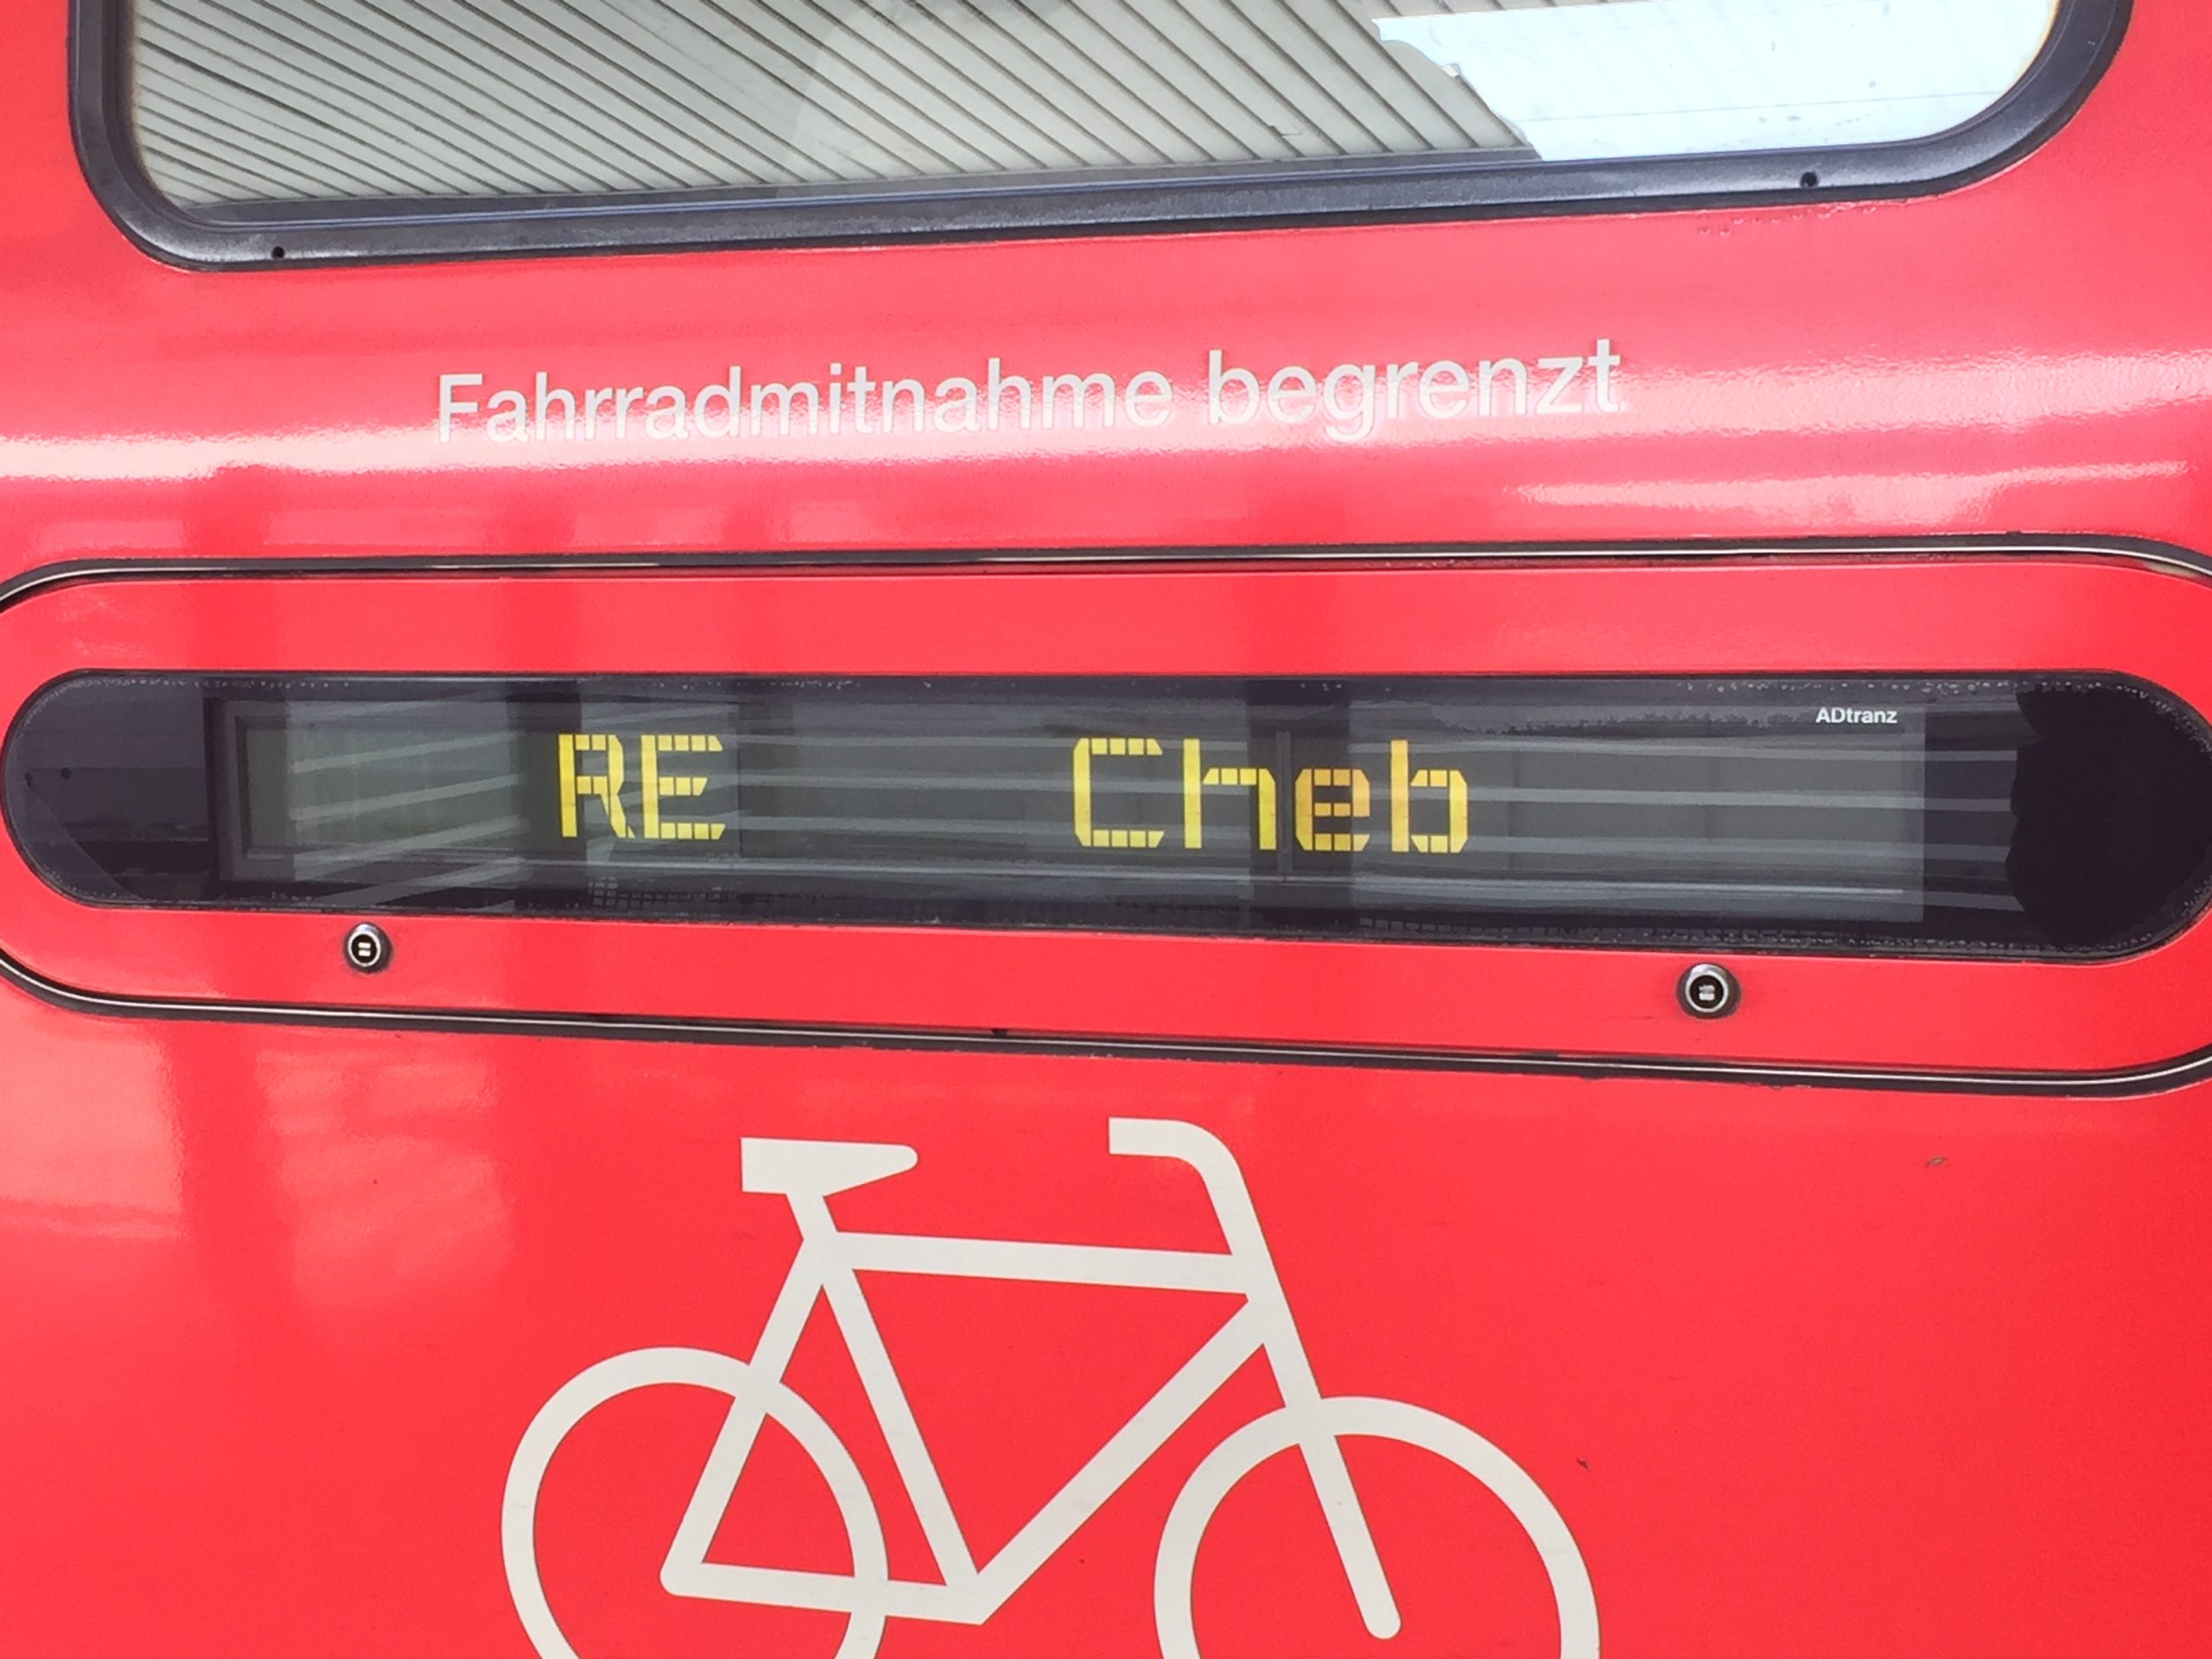 Fahrradmitnahme begrenzt
ADtranz
RE Cheb